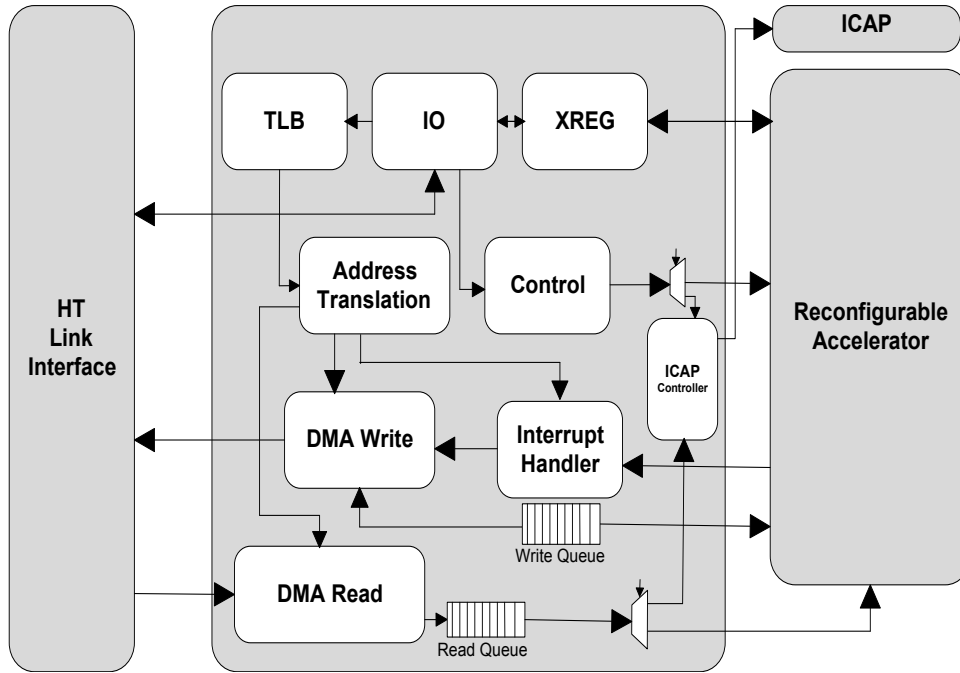 ICAP
TLB
IO
XREG
HT
Link
Interface
Address
Translation
Control
Reconfigurable
Accelerator
ICAP
Controller
DMA Write
Interrupt
Handler
Write Queue
DMA Read
Read Queue